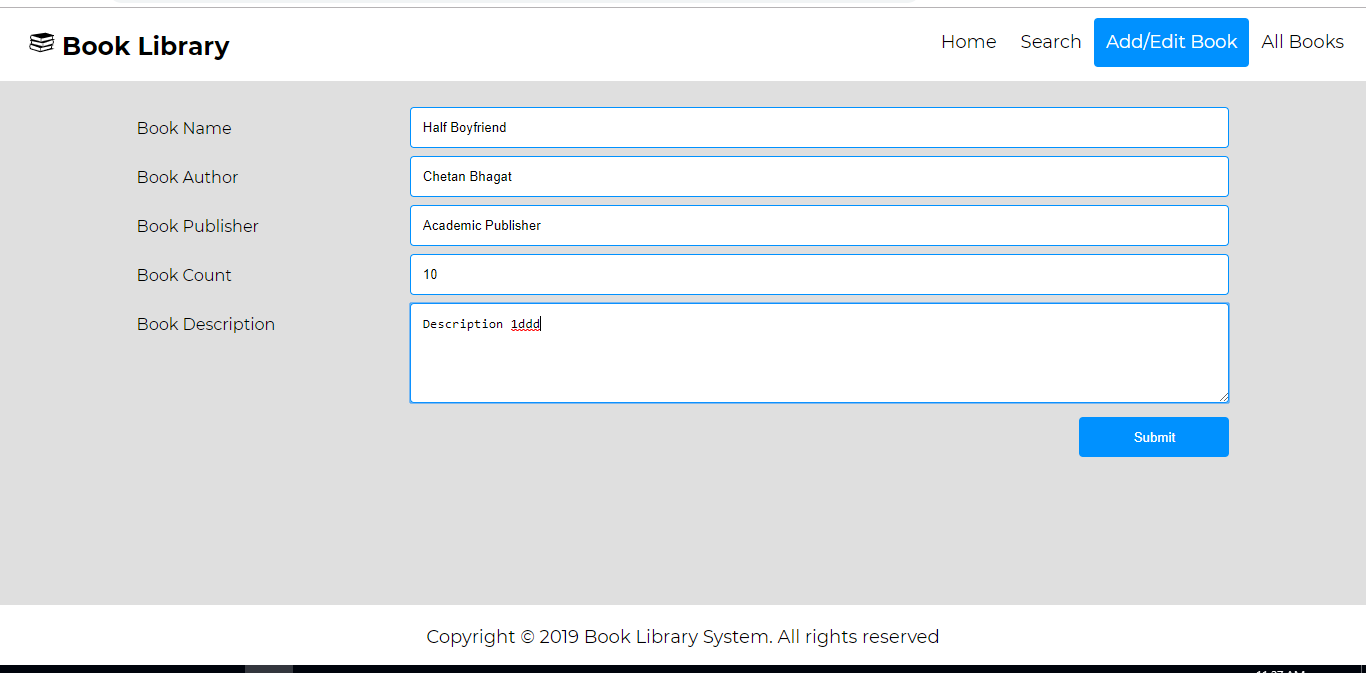 Book Library
Home Search Add/Edit Book All Books
Book Name Half Boyfriend
Book Author Chetan Bhagat
Book Publisher Academic Publisher
Book Count 10
Book Description Description 1ddd
Submit
Copyright © 2019 Book Library System. All rights reserved